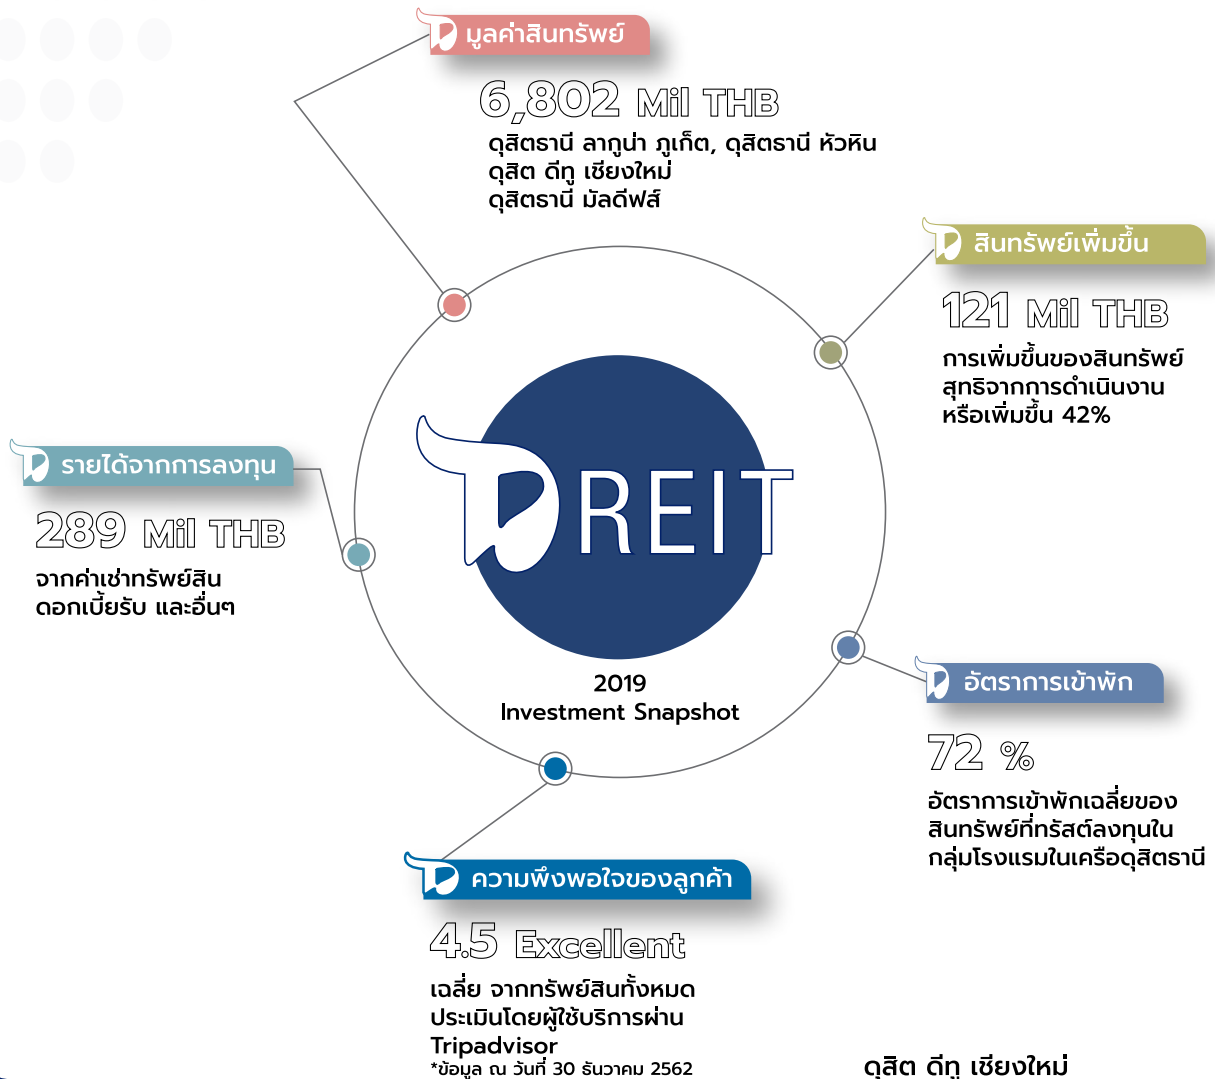 มูลค่าสินทรัพย์
6,802 Mil THB
ดุสิตธานี ลากูน่า ภูเก็ต, ดุสิตธานี หัวหิน
ดุสิต ดีทู เชียงใหม่
ดุสิตธานี มัลดีฟส์
สินทรัพย์เพิ่มขึ้น
121 Mil THB
การเพิ่มขึ้นของสินทรัพย์
สุทธิจากการดำเนินงาน
หรือเพิ่มขึ้น 42%
รายได้จากการลงทุน
289 Mil THB
จากค่าเช่าทรัพย์สิน
ดอกเบี้ยรับ และอื่นๆ
DREIT
2019
Investment Snapshot
อัตราการเข้าพัก
72 %
อัตราการเข้าพักเฉลี่ยของ
สินทรัพย์ที่ทรัสต์ลงทุนใน
กลุ่มโรงแรมในเครือดุสิตธานี
ความพึงพอใจของลูกค้า
4.5 Excellent
เฉลี่ย จากทรัพย์สินทั้งหมด
ประเมินโดยผู้ใช้บริการผ่าน
Tripadvisor
*ข้อมูล ณ วันที่ 30 ธันวาคม 2562
ดุสิต ดีทู เชียงใหม่